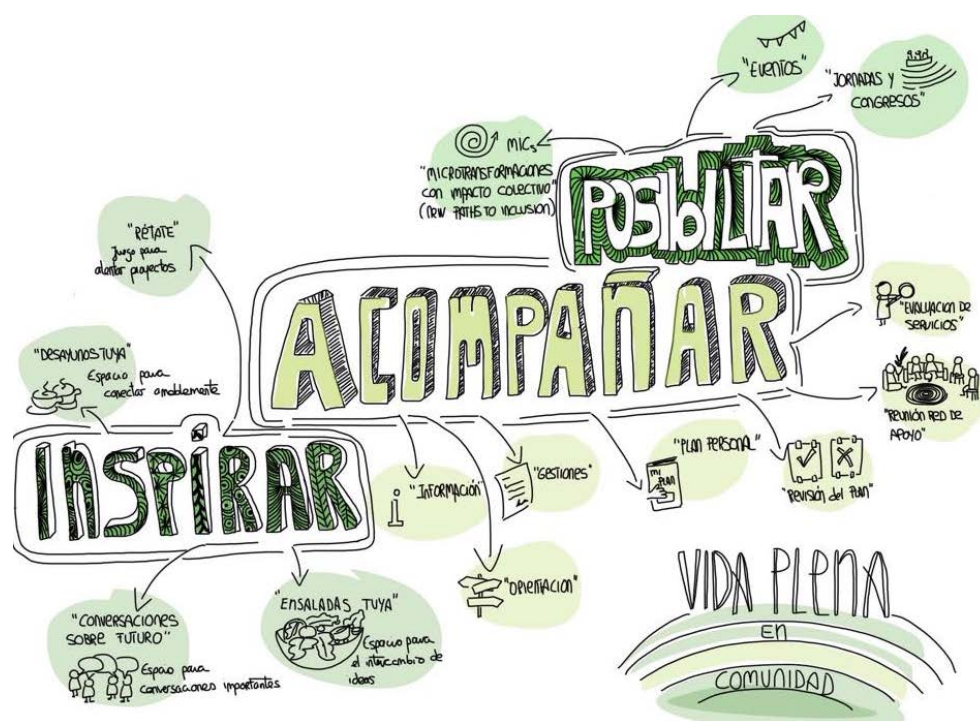 "EVENTOS"
"JORNADAS Y
CONGRESOS"
MICs
"MICROTRANSFORMACIONES
CON IMPACTO COLECTIVO"
(NEW PATHS TO INCLUSION)
POSIBILITAR
"RÉTATE"
Juego para
alentar proyectos
ACOMPAÑAR
"EVALUACION DE
SERVICIOS"
"DESAYUNOS TUYA"
Espacio para
conectar amablemente
"REUNIÓN RED DE
APOYO"
INSPIRAR
"INFORMACIÓN"
i
"GESTIONES"
"PLAN PERSONAL"
mi
PLAN
"REVISIÓN del PLAN"
"ORIENTACION"
"CONVERSACIONES
SOBRE FUTURO"
Espacio para
conversaciones importantes
"ENSALADAS TUYA"
Espacio para
el intercambio de
ideas
VIDA PLENA
EN
COMUNIDAD